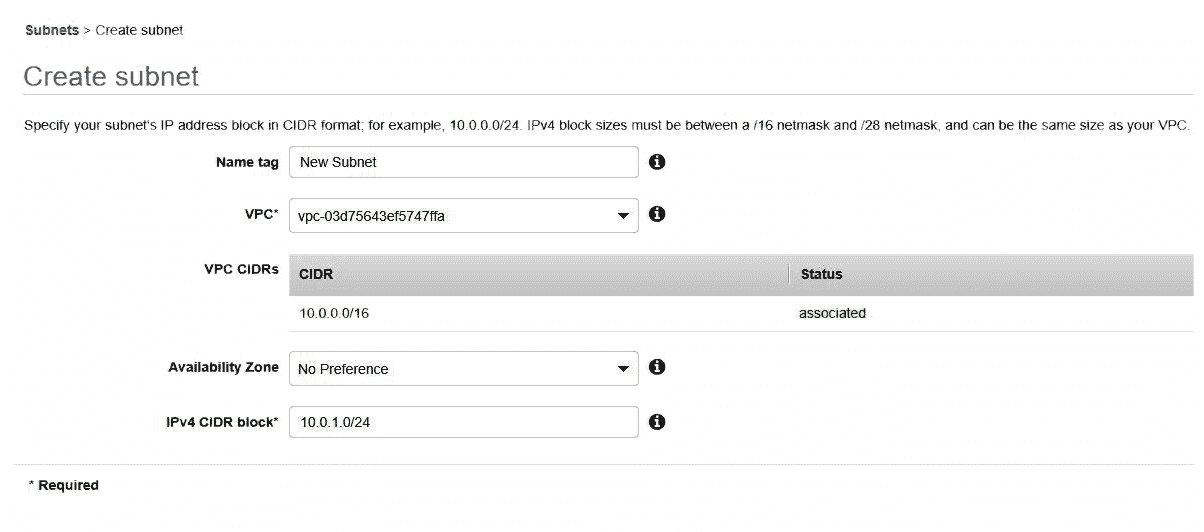 Subnets > Create subnet
Create subnet
Specify your subnet's IP address block in CIDR format; for example, 10.0.0.0/24. IPv4 block sizes must be between a /16 netmask and /28 netmask, and can be the same size as your VPC.
Name tag New Subnet
VPC* vpc-03d75643ef5747ffa
VPC CIDRs CIDR Status
10.0.0.0/16 associated
Availability Zone No Preference
IPv4 CIDR block* 10.0.1.0/24
* Required